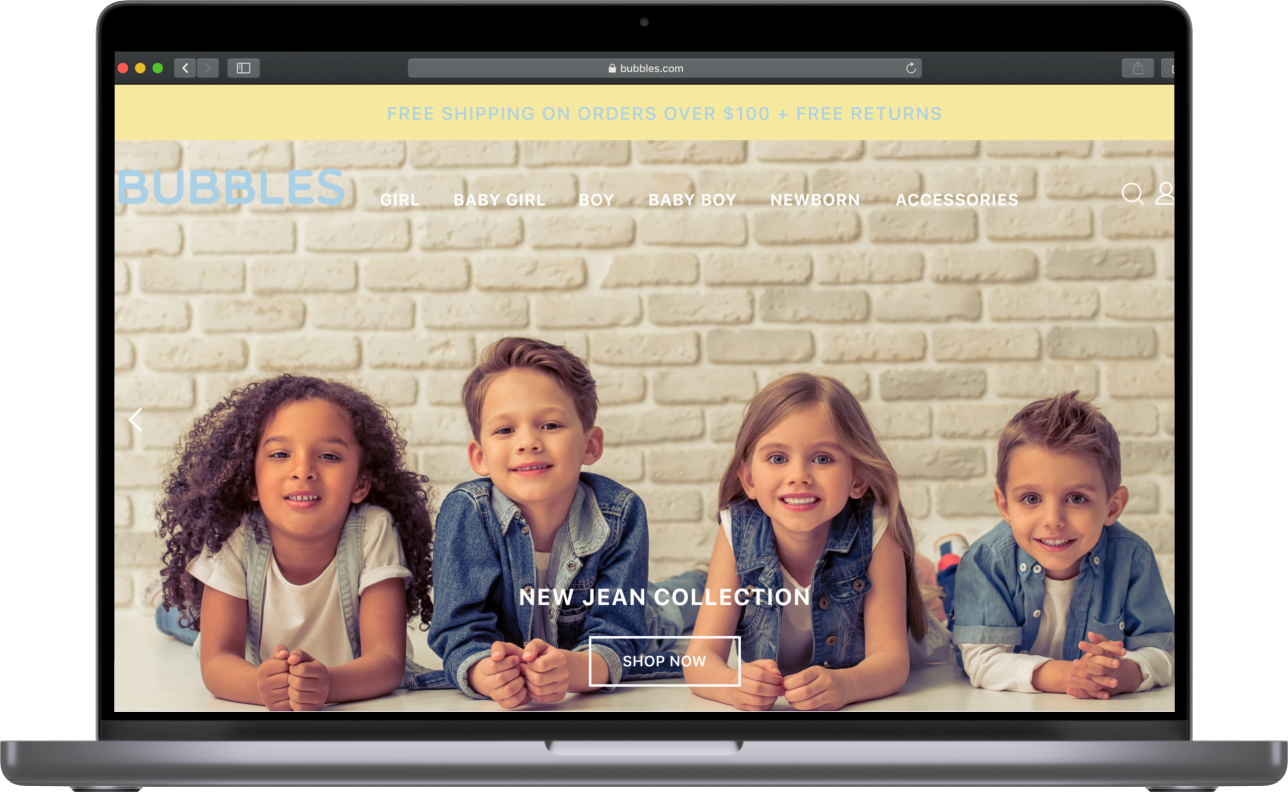 bubbles.com
FREE SHIPPING ON ORDERS OVER $100 + FREE RETURNS
BUBBLES
GIRL BABY GIRL BOY BABY BOY NEWBORN ACCESSORIES
NEW JEAN COLLECTION
SHOP NOW